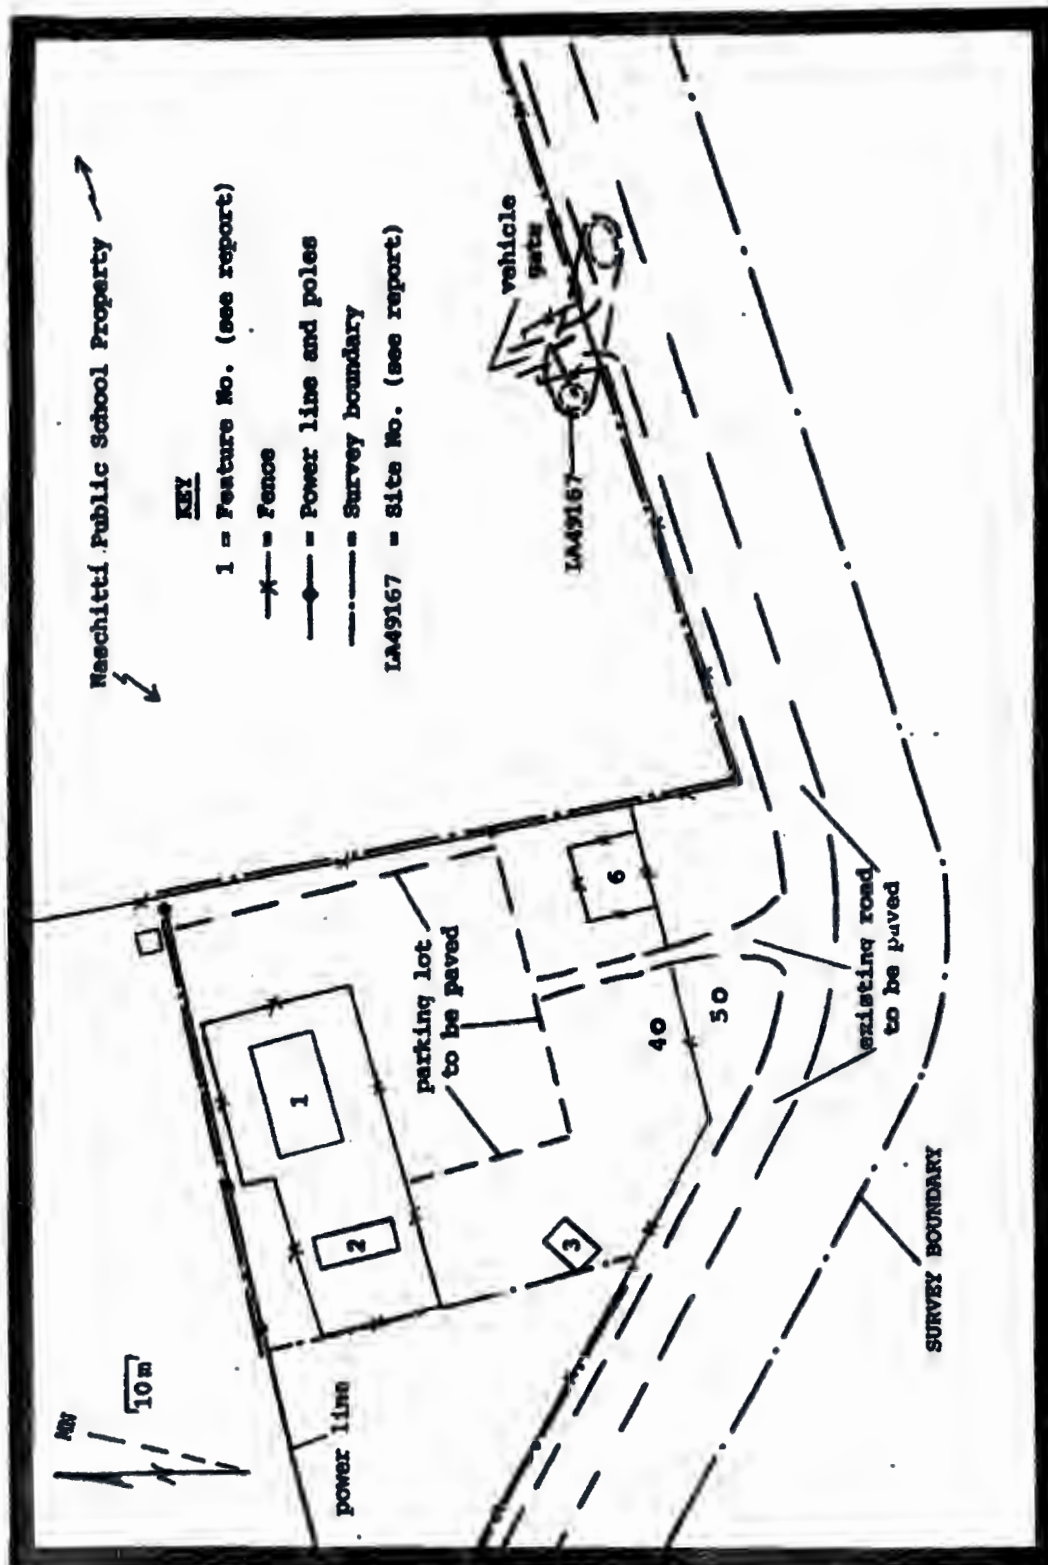 Naschitti Public School Property
KEY
1 = Feature No. (see report)
= Fence
= Power line and poles
= Survey boundary
LA49167 = Site No. (see report)
vehicle
gate
LA49167
MN
10m
power line
1
2
3
6
parking lot
to be paved
40
50
existing road
to be paved
SURVEY BOUNDARY